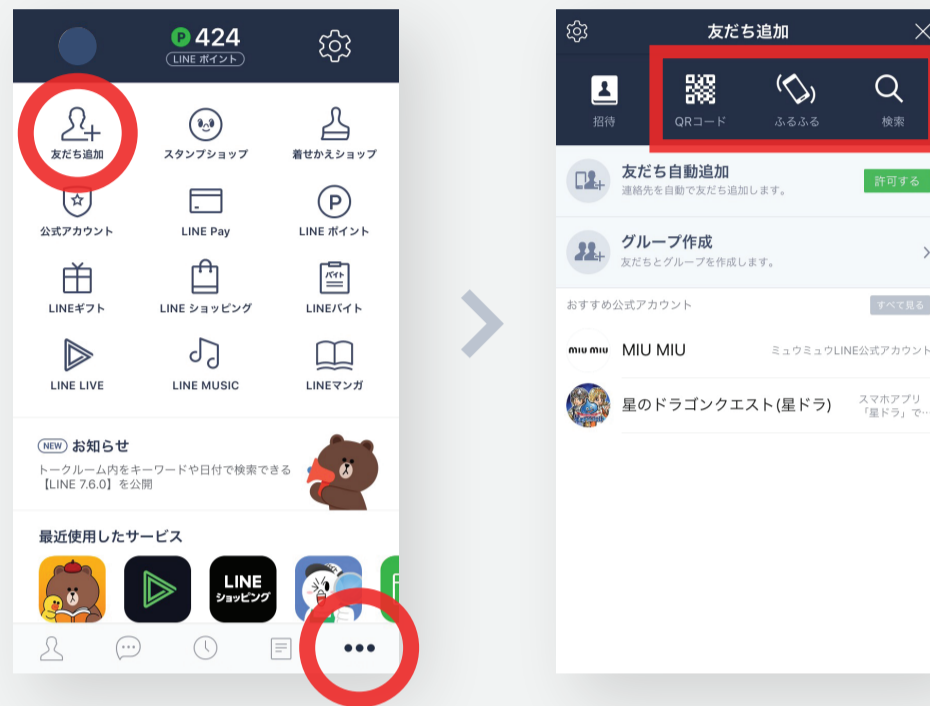 P 424
LINE ポイント
友だち追加
スタンプショップ
着せかえショップ
公式アカウント
LINE Pay
P
LINE ポイント
LINEギフト
LINE ショッピング
バイト
LINEバイト
LINE LIVE
LINE MUSIC
LINEマンガ
NEW お知らせ
トークルーム内をキーワードや日付で検索できる
【LINE 7.6.0】を公開
最近使用したサービス
LINE
ショッピング
友だち追加
招待
QRコード
ふるふる
検索
友だち自動追加
連絡先を自動で友だち追加します。
許可する
グループ作成
友だちとグループを作成します。
おすすめ公式アカウント
すべて見る
miu miu MIU MIU
ミュウミュウLINE公式アカウント
星のドラゴンクエスト(星ドラ)
スマホアプリ
「星ドラ」で…